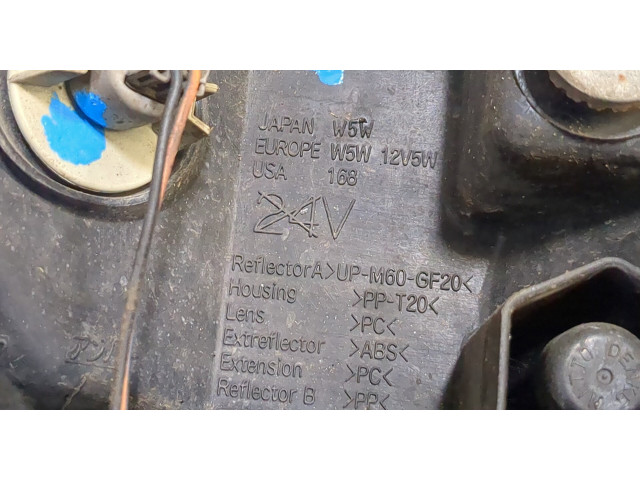 JAPAN W5W
EUROPE W5W 12V5W
USA 168
24V
ReflectorA >UP-M60-GF20<
Housing >PP-T20<
Lens >PC<
Extreflector >ABS<
Extension >PC<
Reflector B >PP<